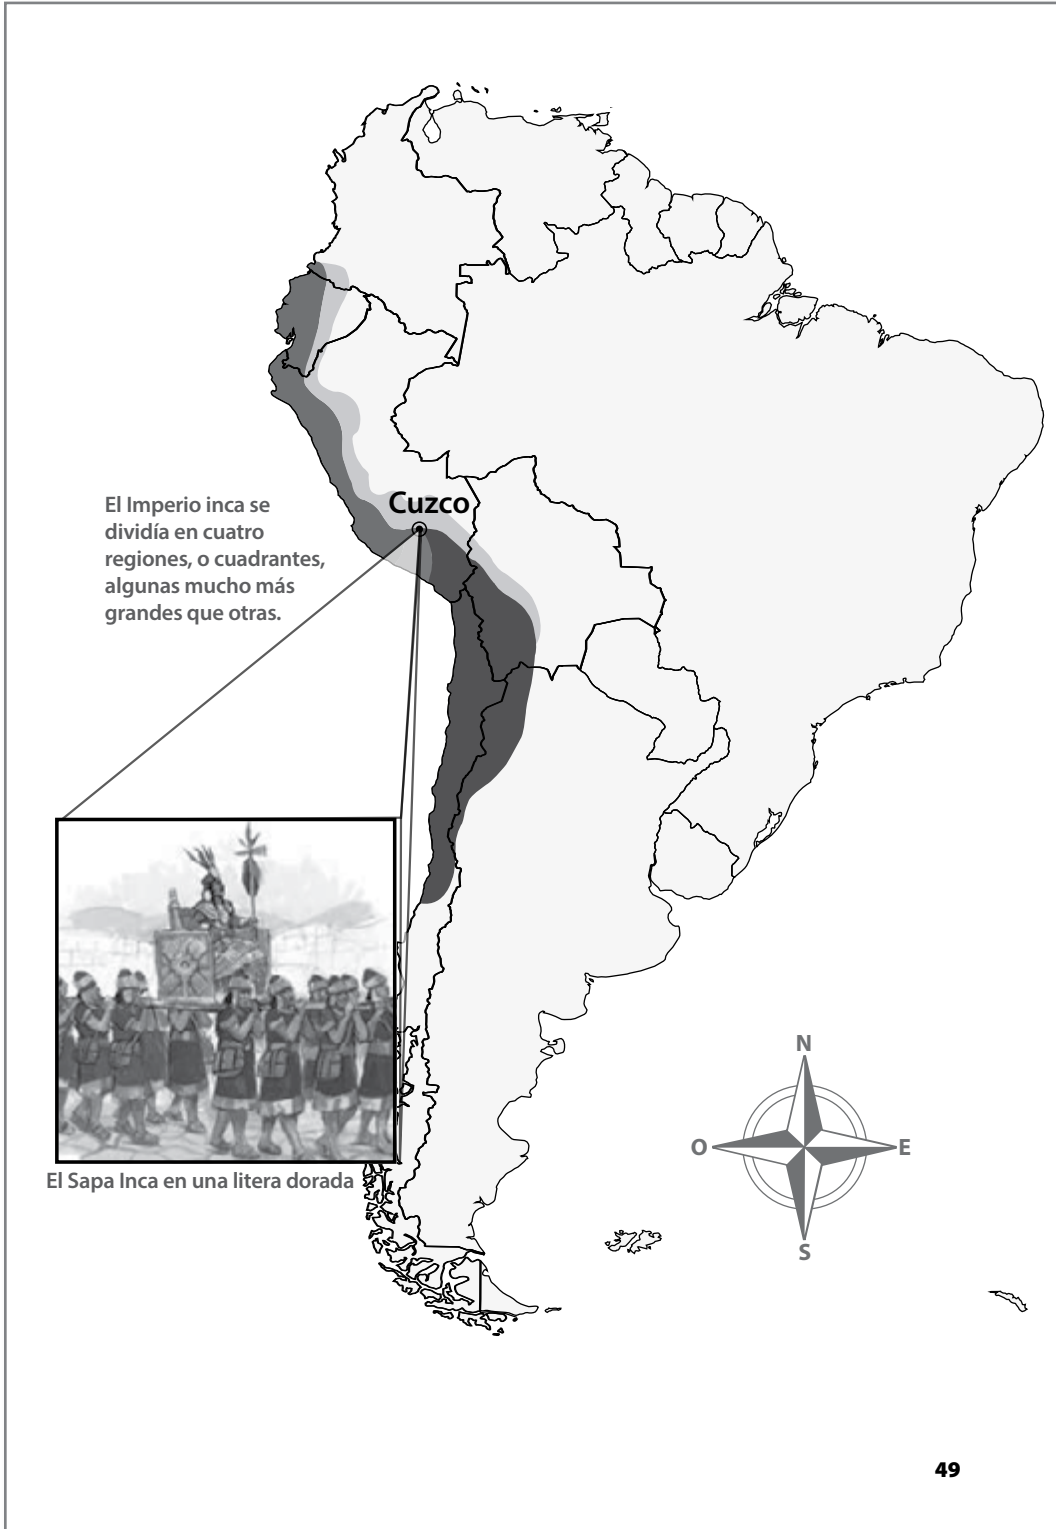 Cuzco
El Imperio inca se
dividía en cuatro
regiones, o cuadrantes,
algunas mucho más
grandes que otras.
N
O
E
S
El Sapa Inca en una litera dorada
49